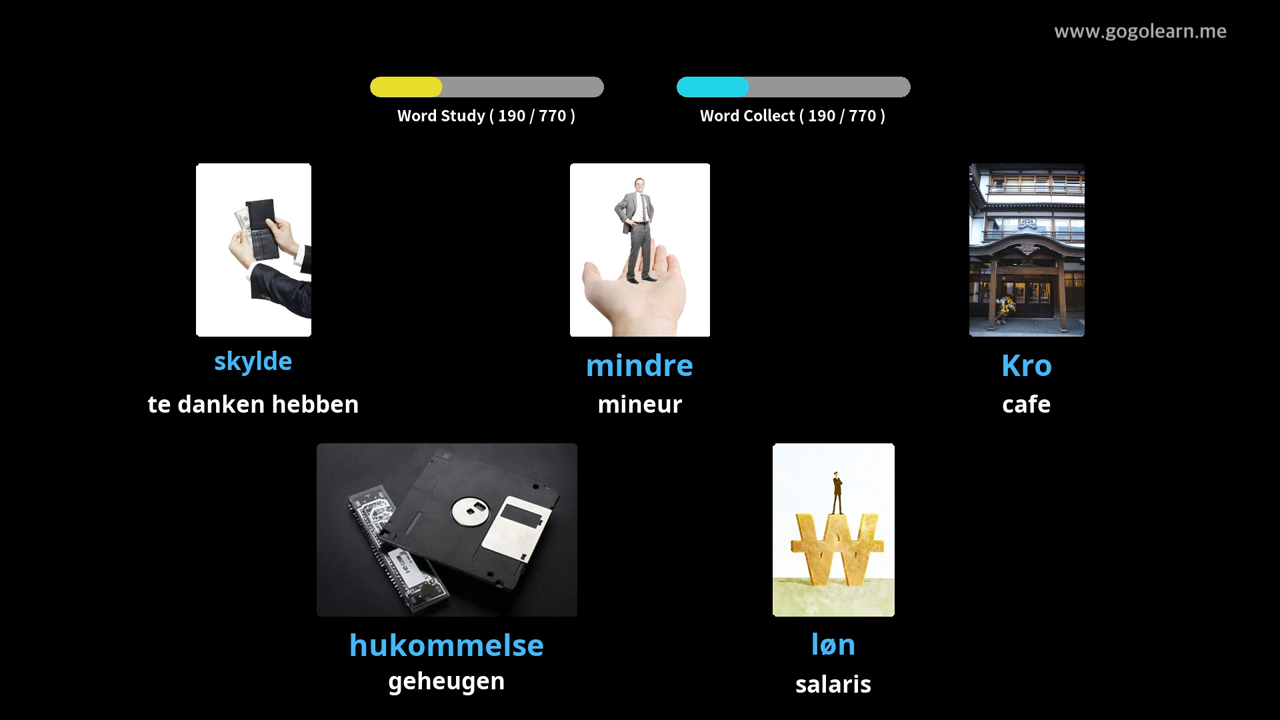 www.gogolearn.me
Word Study ( 190 / 770 )
Word Collect ( 190 / 770 )
skylde
mindre
Kro
te danken hebben
mineur
cafe
hukommelse
løn
geheugen
salaris